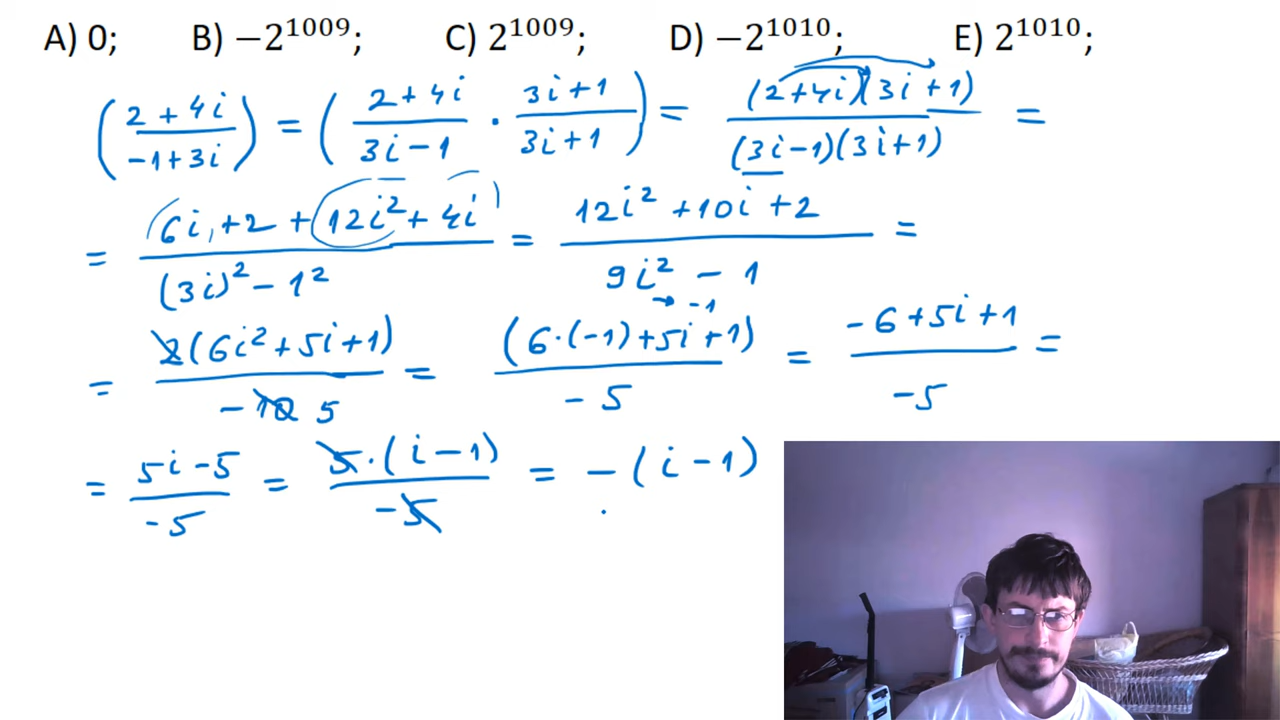 A) 0; B) −2^1009; C) 2^1009; D) −2^1010; E) 2^1010;
((2+4i)/(-1+3i)) = ((2+4i)/(3i-1) · (3i+1)/(3i+1)) = ((2+4i)(3i+1))/((3i-1)(3i+1)) =
= (6i+2+12i²+4i)/((3i)²-1²) = (12i²+10i+2)/(9i²-1) =
→ -1
= (2(6i²+5i+1))/(-10 5) = (6·(-1)+5i+1)/(-5) = (-6+5i+1)/(-5) =
= (5i-5)/(-5) = (5·(i-1))/(-5) = -(i-1)